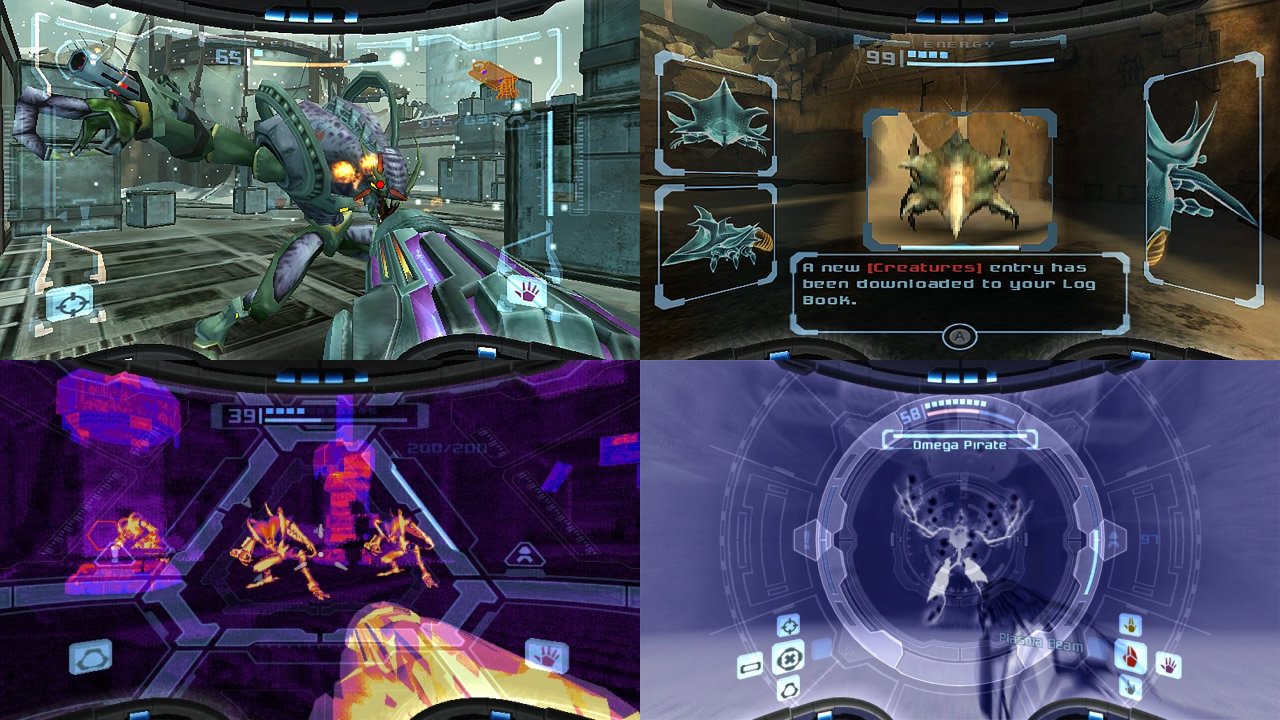 65
ENERGY
99
A new [Creatures] entry has
been downloaded to your Log
Book.
A
39
200/200
58
Omega Pirate
97
Plasma Beam